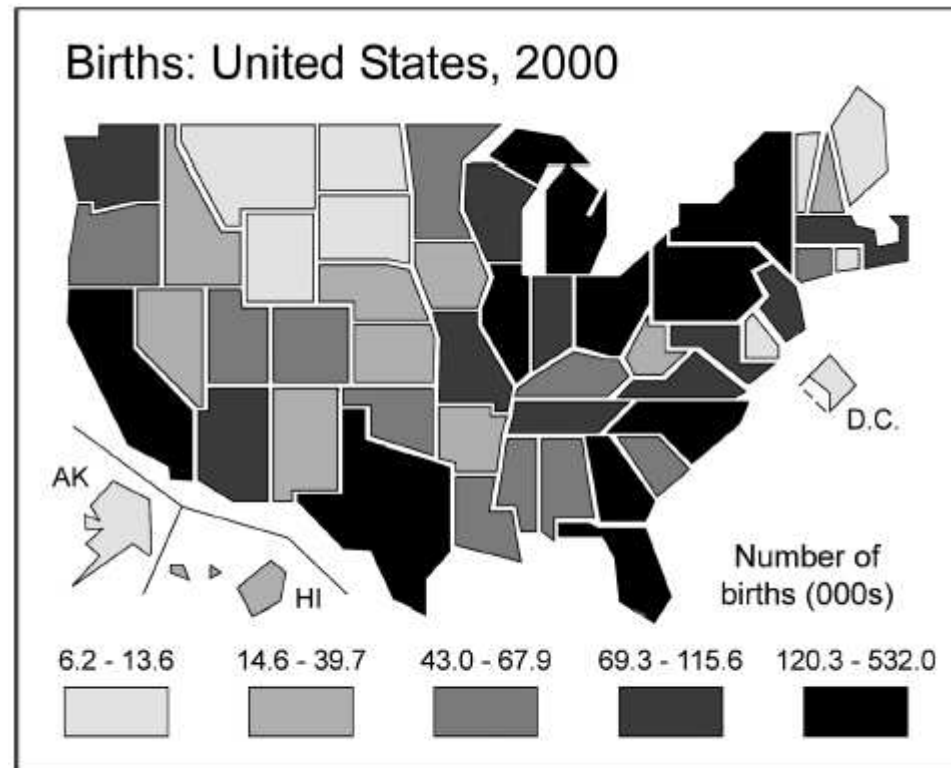 Births: United States, 2000
D.C.
AK
HI
Number of
births (000s)
6.2 - 13.6
14.6 - 39.7
43.0 - 67.9
69.3 - 115.6
120.3 - 532.0